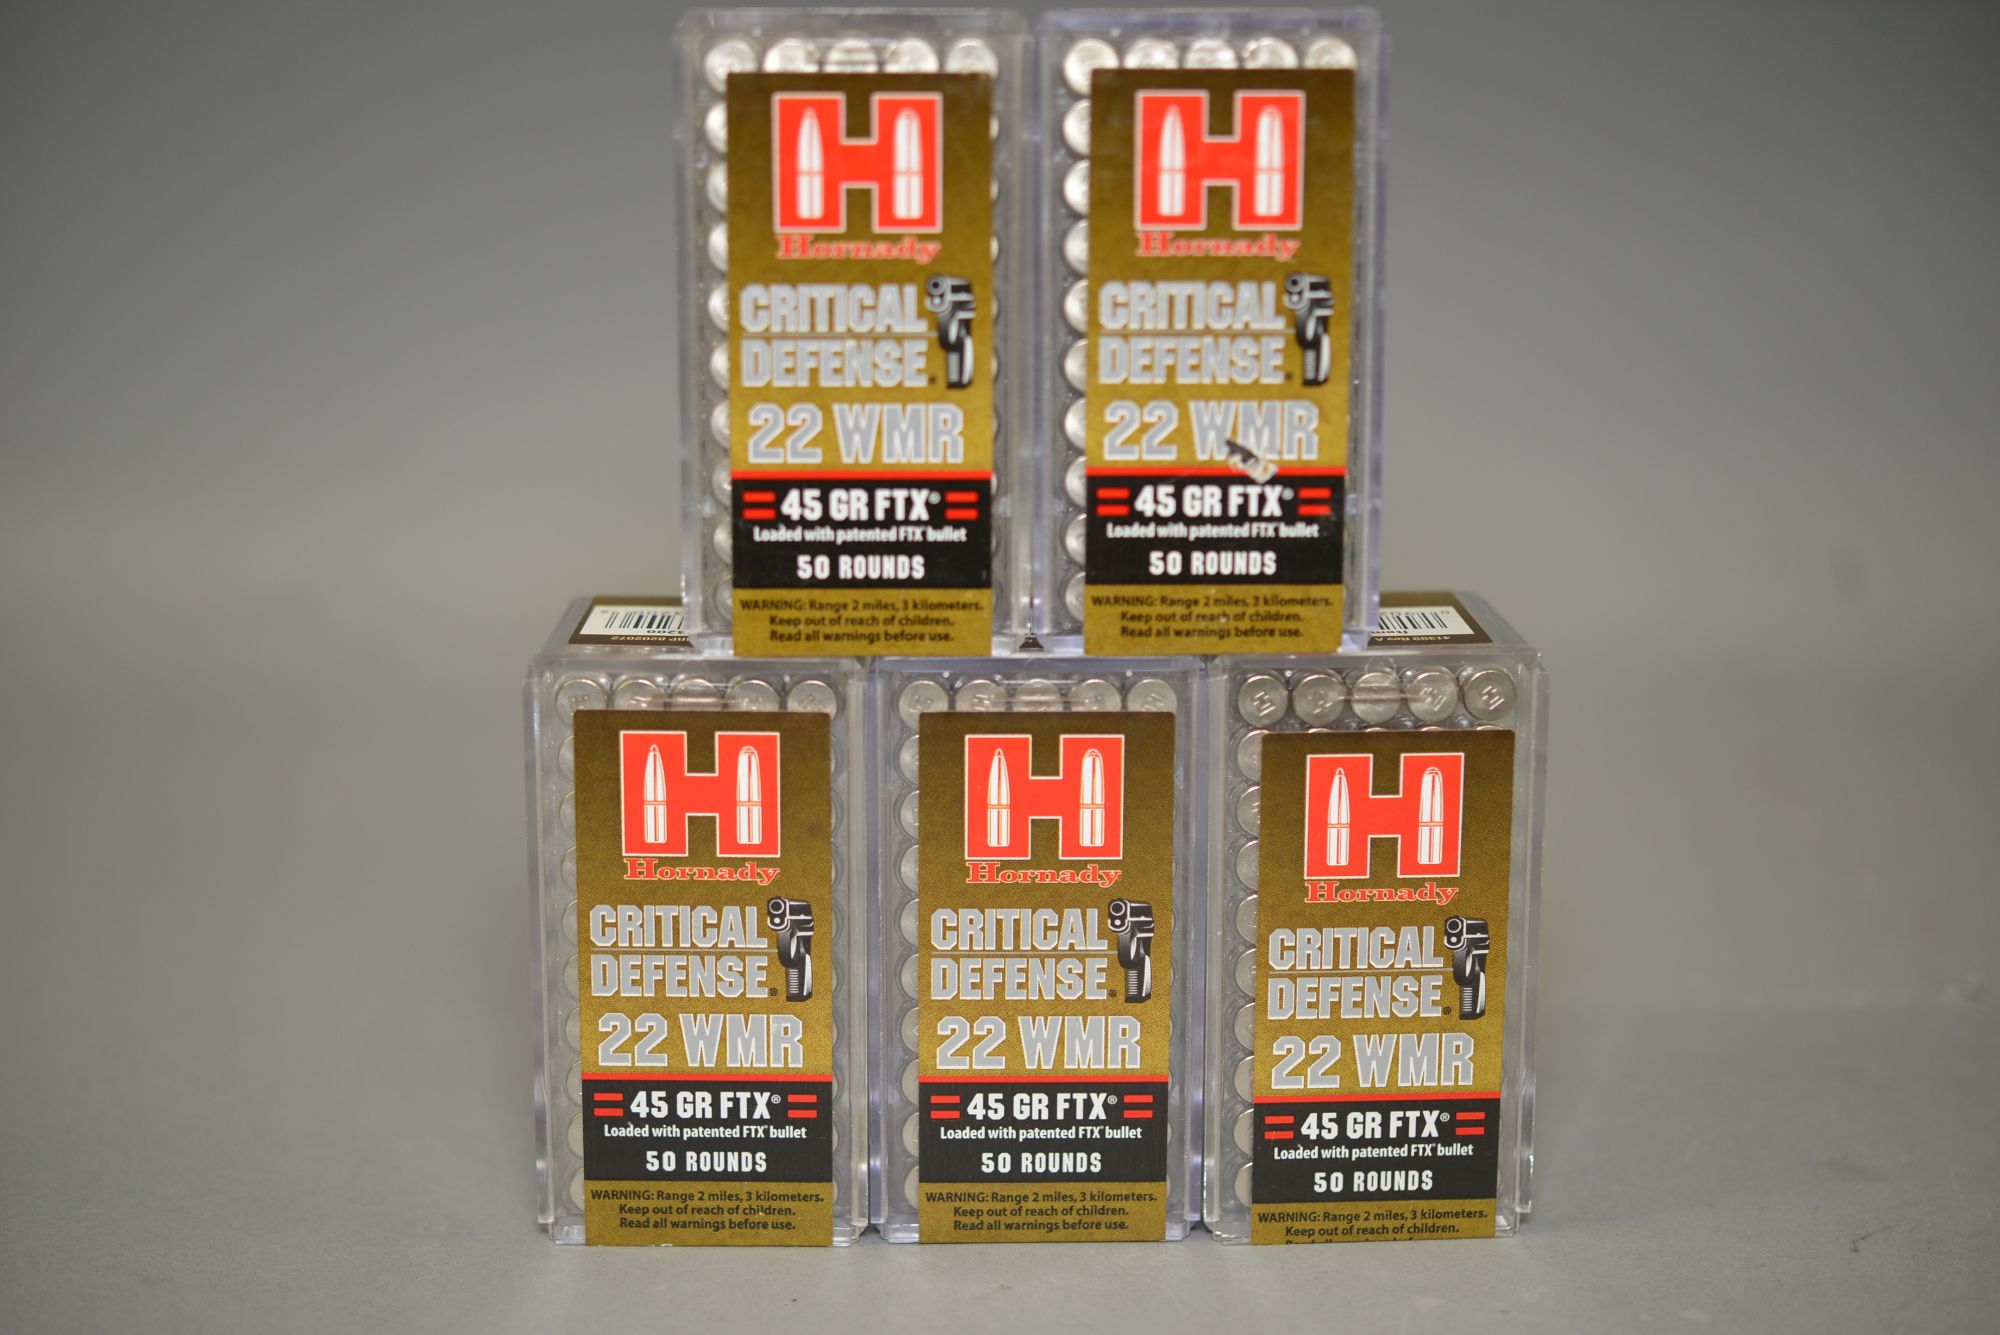 Hornady
CRITICAL
DEFENSE®
22 WMR
45 GR FTX®
Loaded with patented FTX® bullet
50 ROUNDS
WARNING: Range 2 miles, 3 kilometers.
Keep out of reach of children.
Read all warnings before use.
Hornady
CRITICAL
DEFENSE®
22 WMR
45 GR FTX®
Loaded with patented FTX® bullet
50 ROUNDS
WARNING: Range 2 miles, 3 kilometers.
Keep out of reach of children.
Read all warnings before use.
Hornady
CRITICAL
DEFENSE®
22 WMR
45 GR FTX®
Loaded with patented FTX® bullet
50 ROUNDS
WARNING: Range 2 miles, 3 kilometers.
Keep out of reach of children.
Read all warnings before use.
Hornady
CRITICAL
DEFENSE®
22 WMR
45 GR FTX®
Loaded with patented FTX® bullet
50 ROUNDS
WARNING: Range 2 miles, 3 kilometers.
Keep out of reach of children.
Read all warnings before use.
Hornady
CRITICAL
DEFENSE®
22 WMR
45 GR FTX®
Loaded with patented FTX® bullet
50 ROUNDS
WARNING: Range 2 miles, 3 kilometers.
Keep out of reach of children.